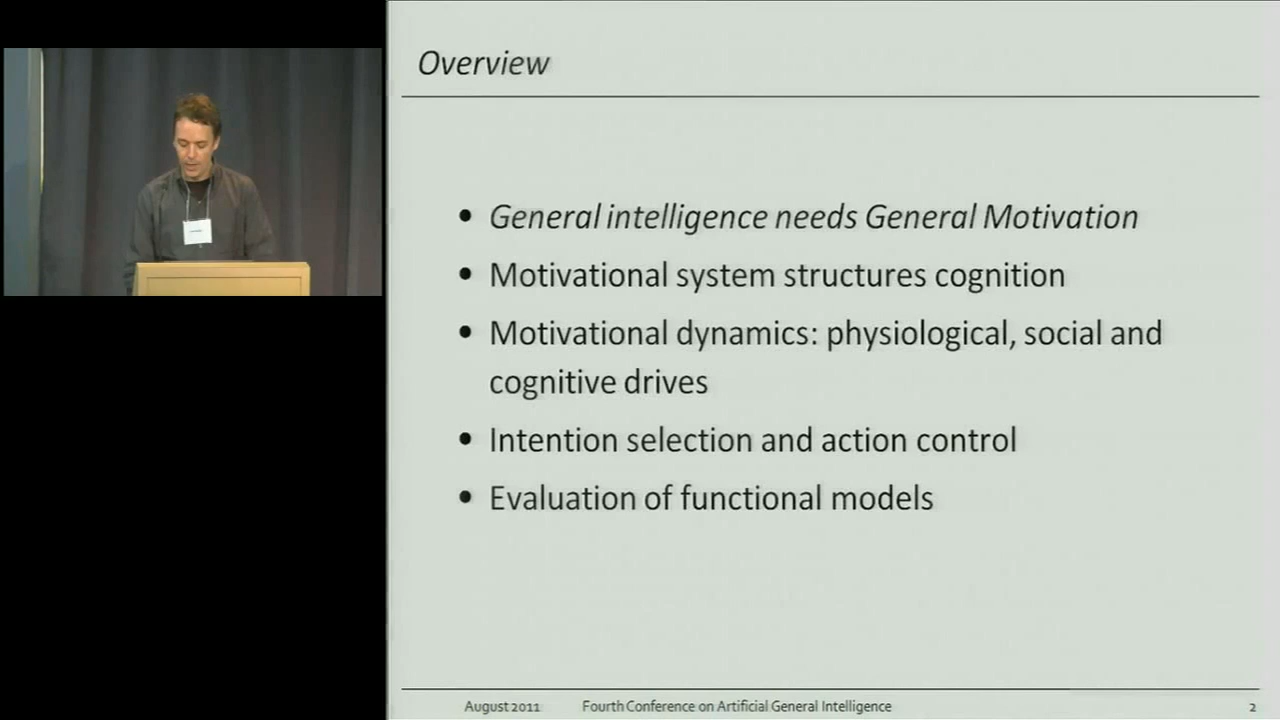 Overview
• General intelligence needs General Motivation
• Motivational system structures cognition
• Motivational dynamics: physiological, social and
cognitive drives
• Intention selection and action control
• Evaluation of functional models
August 2011 Fourth Conference on Artificial General Intelligence 2